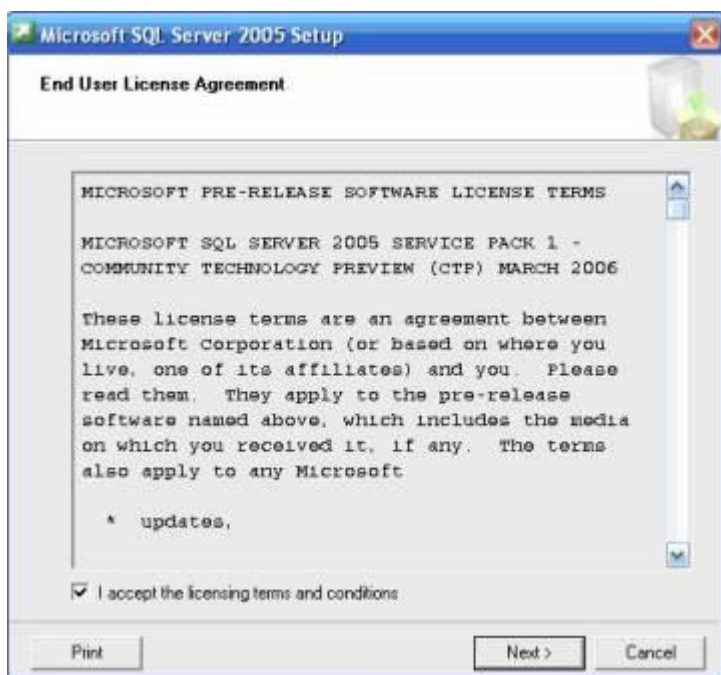 Microsoft SQL Server 2005 Setup
End User License Agreement
MICROSOFT PRE-RELEASE SOFTWARE LICENSE TERMS
MICROSOFT SQL SERVER 2005 SERVICE PACK 1 -
COMMUNITY TECHNOLOGY PREVIEW (CTP) MARCH 2006
These license terms are an agreement between
Microsoft Corporation (or based on where you
live, one of its affiliates) and you. Please
read them. They apply to the pre-release
software named above, which includes the media
on which you received it, if any. The terms
also apply to any Microsoft
* updates,
I accept the licensing terms and conditions
Print
Next >
Cancel